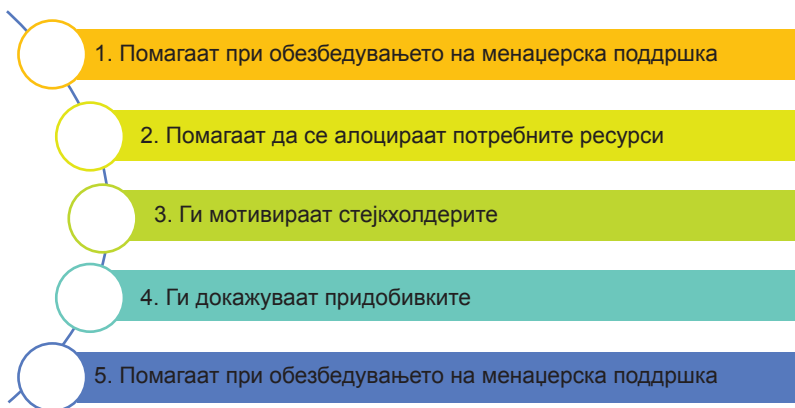 1. Помагаат при обезбедувањето на менаџерска поддршка
2. Помагаат да се алоцираат потребните ресурси
3. Ги мотивираат стејкхолдерите
4. Ги докажуваат придобивките
5. Помагаат при обезбедувањето на менаџерска поддршка